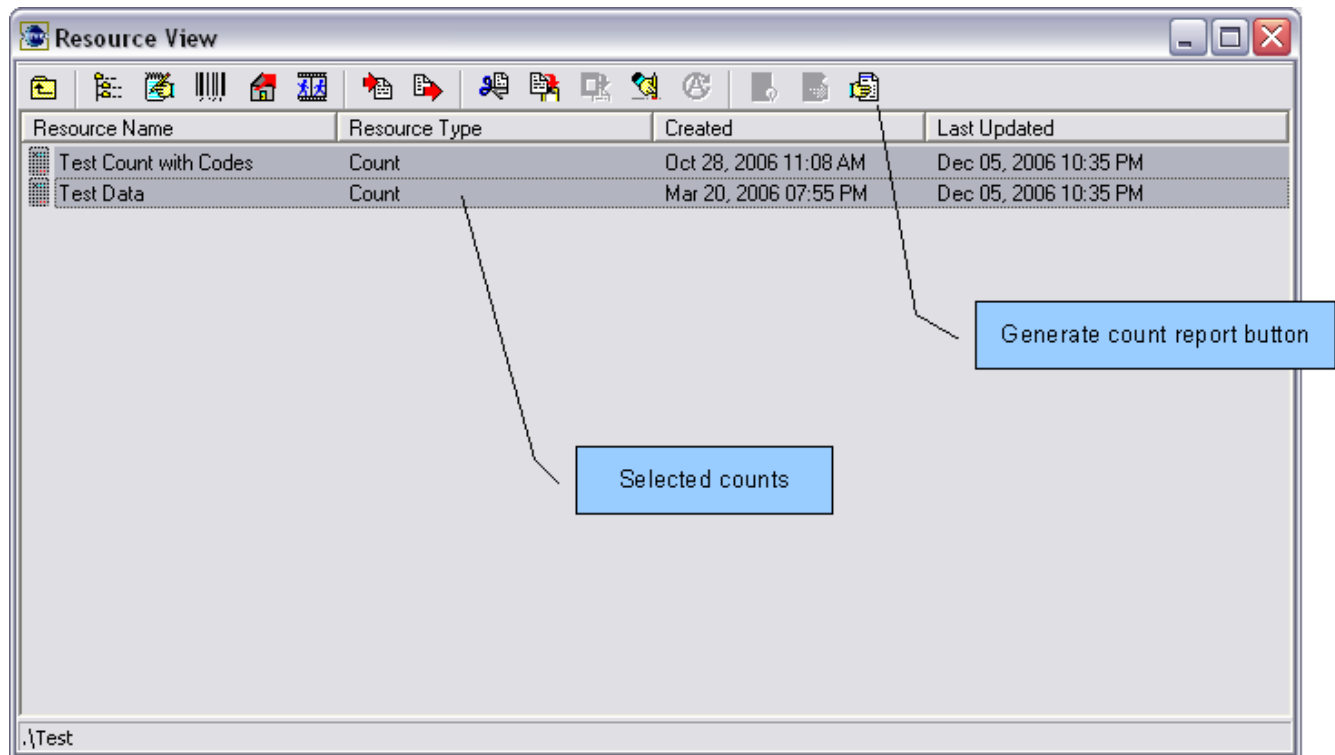 Resource View
Resource Name Resource Type Created Last Updated
Test Count with Codes Count Oct 28, 2006 11:08 AM Dec 05, 2006 10:35 PM
Test Data Count Mar 20, 2006 07:55 PM Dec 05, 2006 10:35 PM
Generate count report button
Selected counts
.\Test